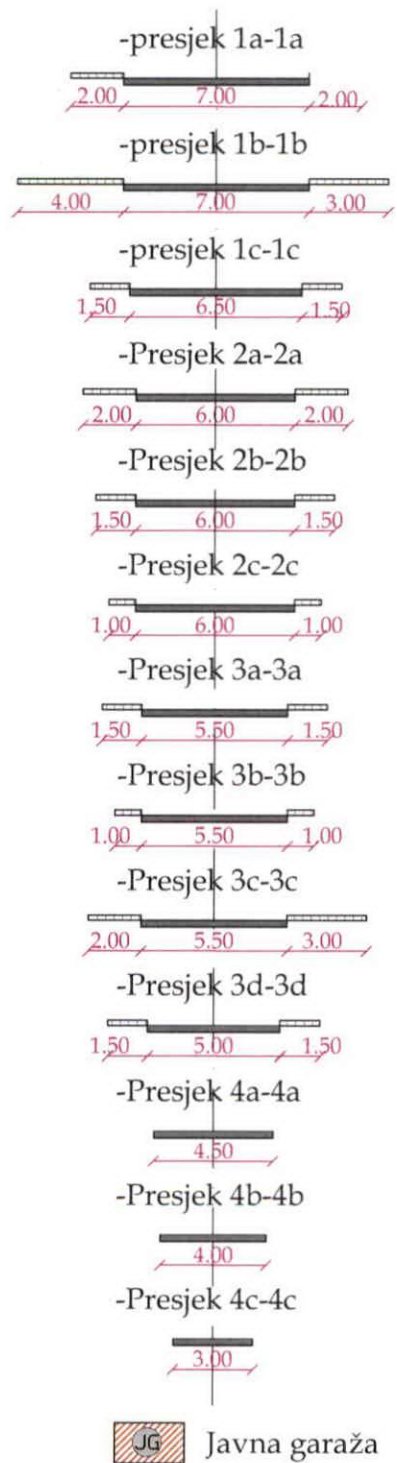 -presjek 1a-1a
2.00 7.00 2.00
-presjek 1b-1b
4.00 7.00 3.00
-presjek 1c-1c
1.50 6.50 1.50
-Presjek 2a-2a
2.00 6.00 2.00
-Presjek 2b-2b
1.50 6.00 1.50
-Presjek 2c-2c
1.00 6.00 1.00
-Presjek 3a-3a
1.50 5.50 1.50
-Presjek 3b-3b
1.00 5.50 1.00
-Presjek 3c-3c
2.00 5.50 3.00
-Presjek 3d-3d
1.50 5.00 1.50
-Presjek 4a-4a
4.50
-Presjek 4b-4b
4.00
-Presjek 4c-4c
3.00
JG Javna garaža